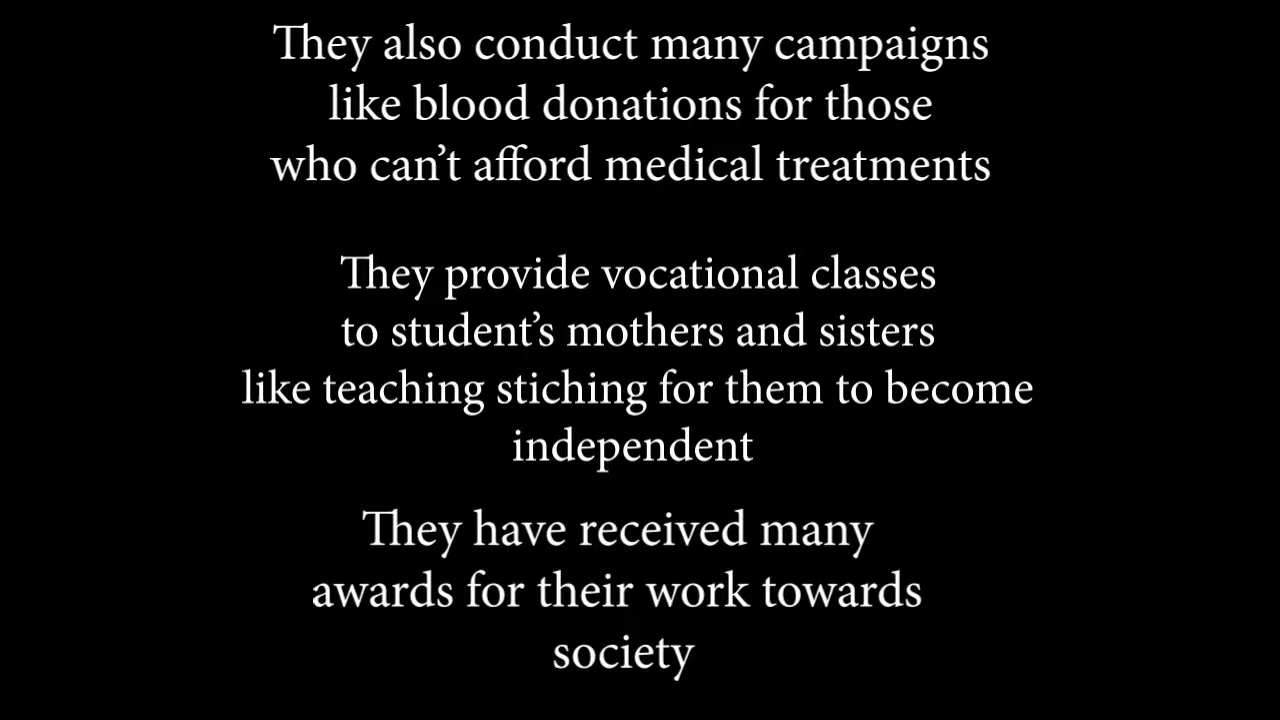 They also conduct many campaigns
like blood donations for those
who can’t afford medical treatments
They provide vocational classes
to student’s mothers and sisters
like teaching stiching for them to become
independent
They have received many
awards for their work towards
society